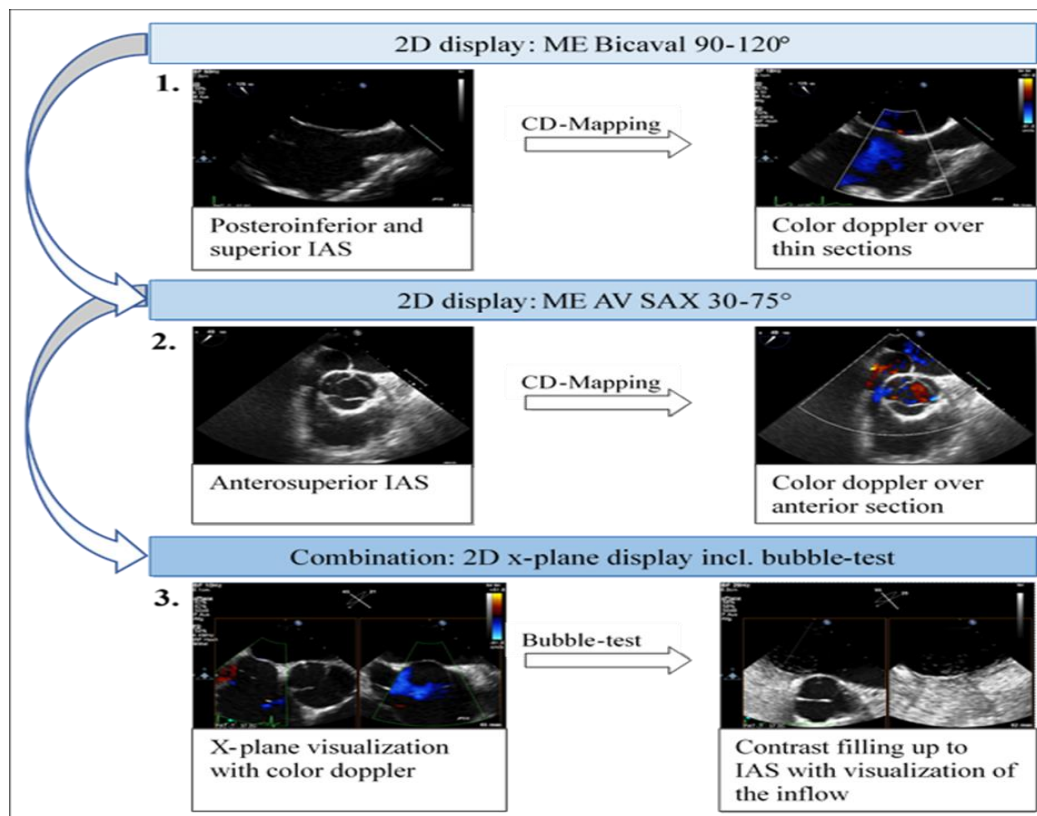 2D display: ME Bicaval 90-120°
1.
CD-Mapping
Posteroinferior and
superior IAS
Color doppler over
thin sections
2D display: ME AV SAX 30-75°
2.
CD-Mapping
Anterosuperior IAS
Color doppler over
anterior section
Combination: 2D x-plane display incl. bubble-test
3.
Bubble-test
X-plane visualization
with color doppler
Contrast filling up to
IAS with visualization of
the inflow